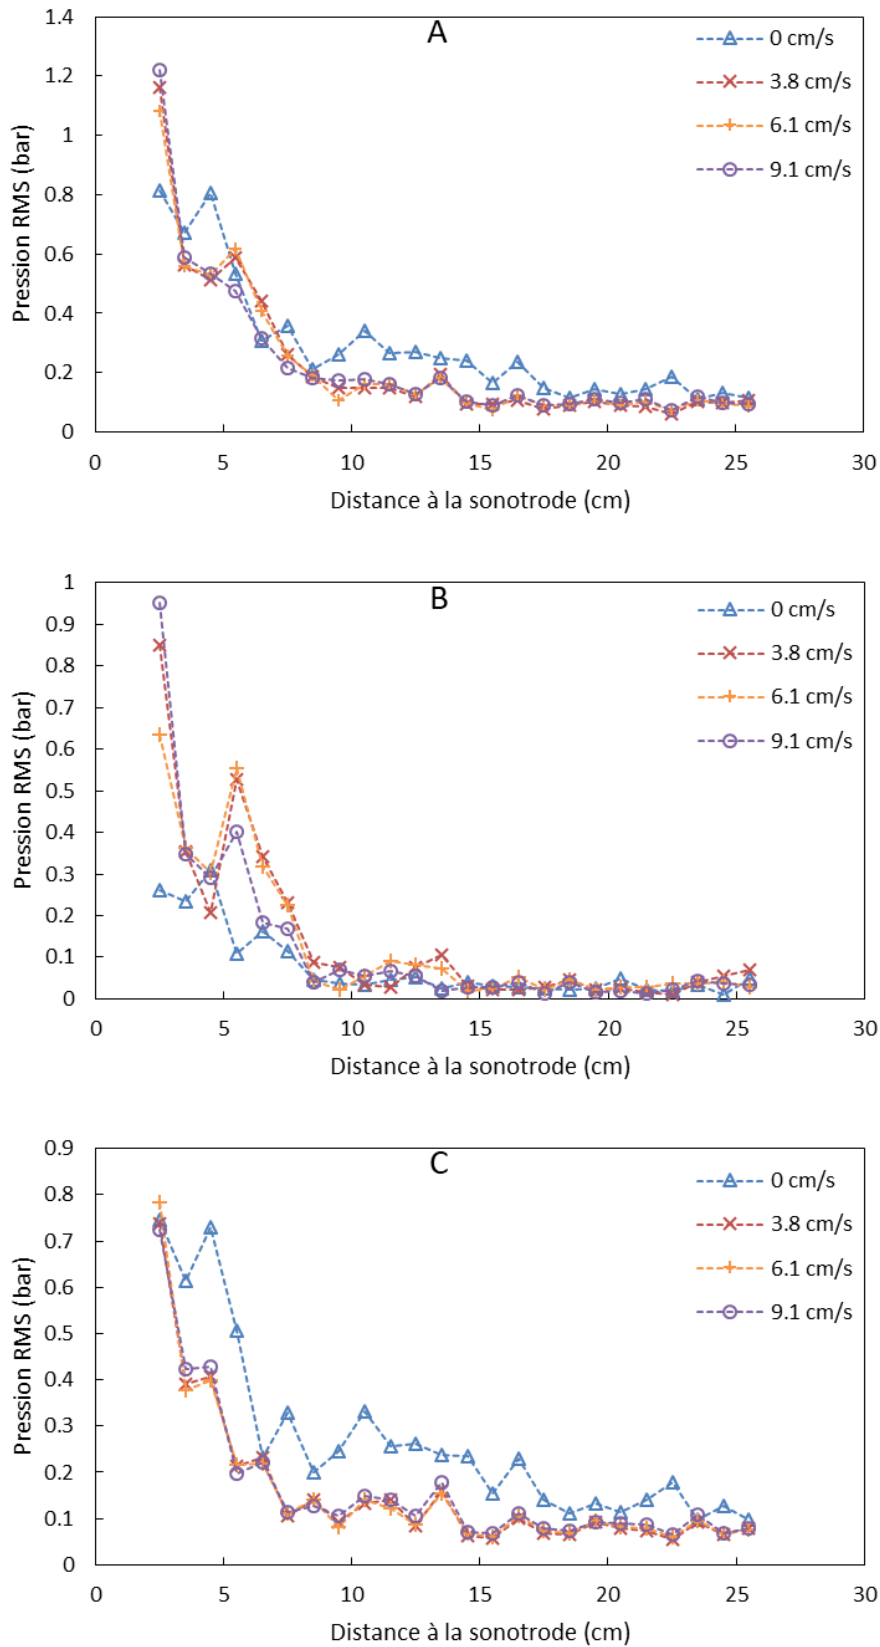 A
1.4
1.2
1
0.8
0.6
0.4
0.2
0
Pression RMS (bar)
0 cm/s
3.8 cm/s
6.1 cm/s
9.1 cm/s
0 5 10 15 20 25 30
Distance à la sonotrode (cm)
B
1
0.9
0.8
0.7
0.6
0.5
0.4
0.3
0.2
0.1
0
Pression RMS (bar)
0 cm/s
3.8 cm/s
6.1 cm/s
9.1 cm/s
0 5 10 15 20 25 30
Distance à la sonotrode (cm)
C
0.9
0.8
0.7
0.6
0.5
0.4
0.3
0.2
0.1
0
Pression RMS (bar)
0 cm/s
3.8 cm/s
6.1 cm/s
9.1 cm/s
0 5 10 15 20 25 30
Distance à la sonotrode (cm)